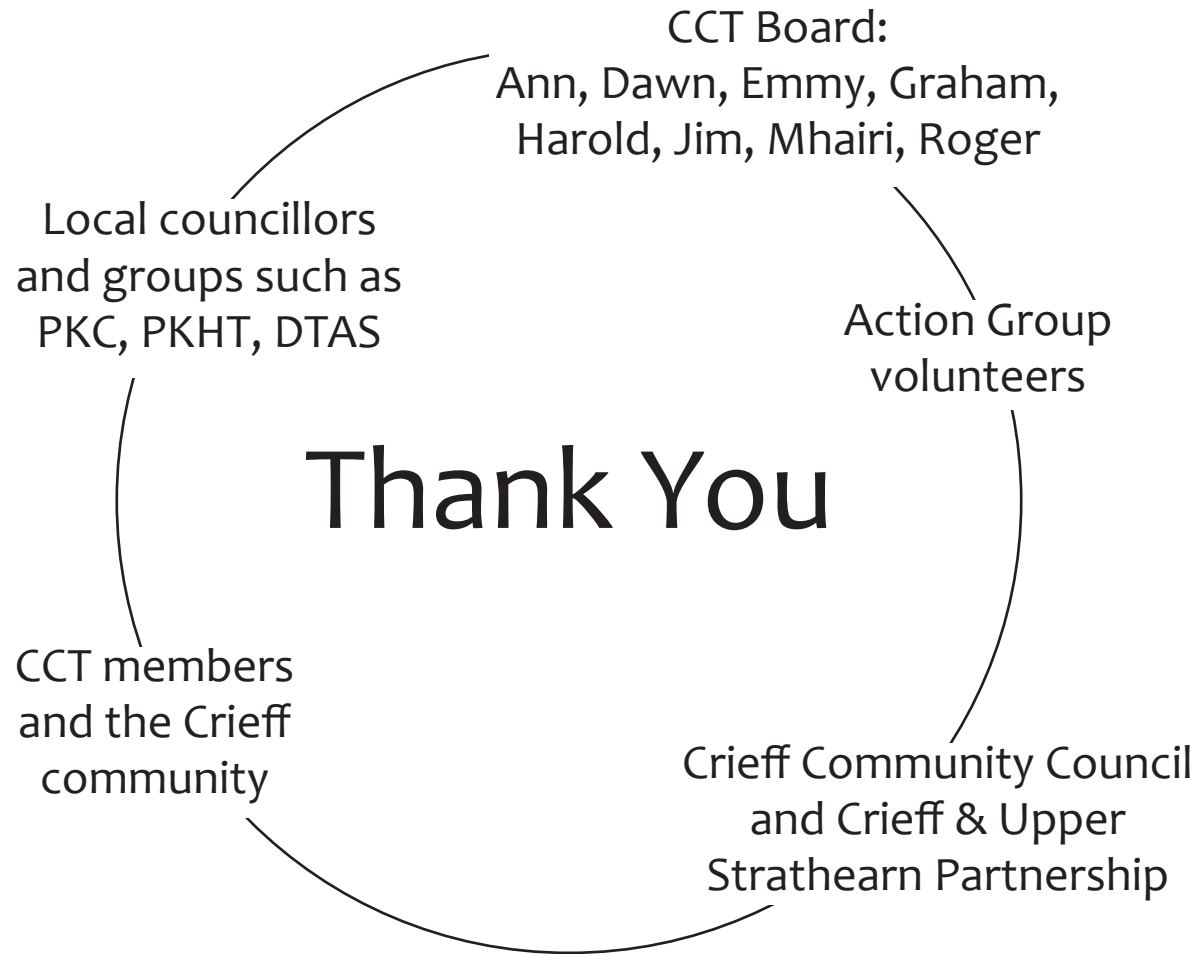 CCT Board:
Ann, Dawn, Emmy, Graham,
Harold, Jim, Mhairi, Roger
Local councillors
and groups such as
PKC, PKHT, DTAS
Action Group
volunteers
Thank You
CCT members
and the Crieff
community
Crieff Community Council
and Crieff & Upper
Strathearn Partnership